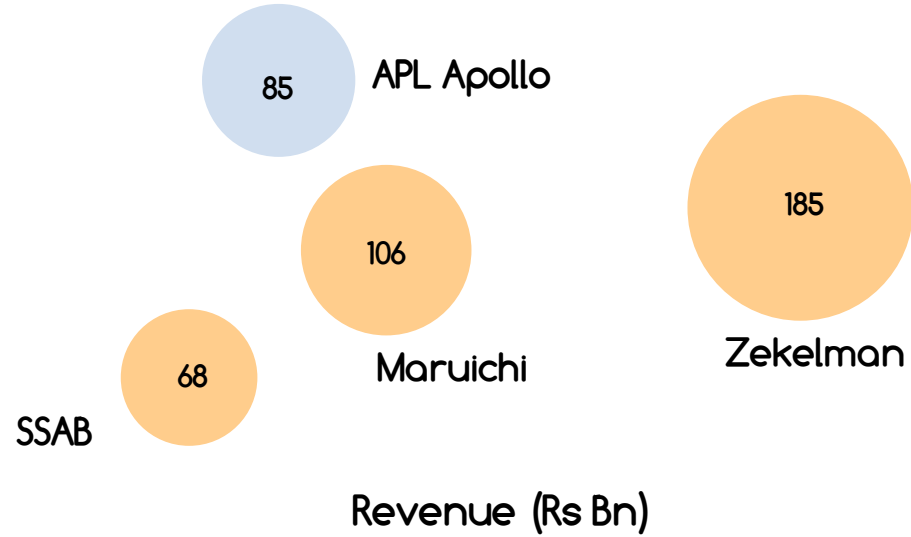 85
APL Apollo
185
106
Zekelman
Maruichi
68
SSAB
Revenue (Rs Bn)